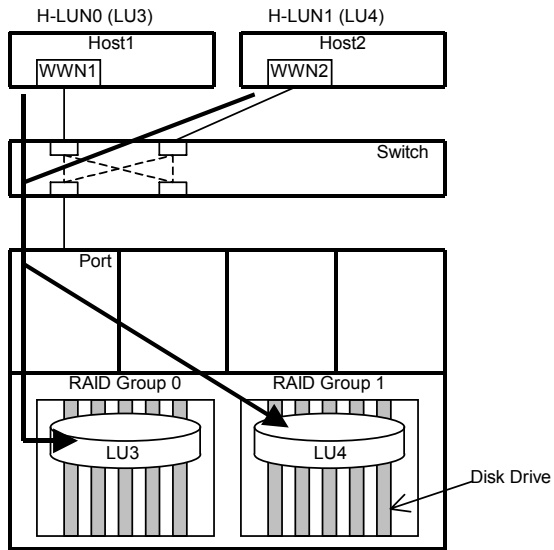 H-LUN0 (LU3)
H-LUN1 (LU4)
Host1
Host2
WWN1
WWN2
Switch
Port
RAID Group 0
RAID Group 1
LU3
LU4
Disk Drive